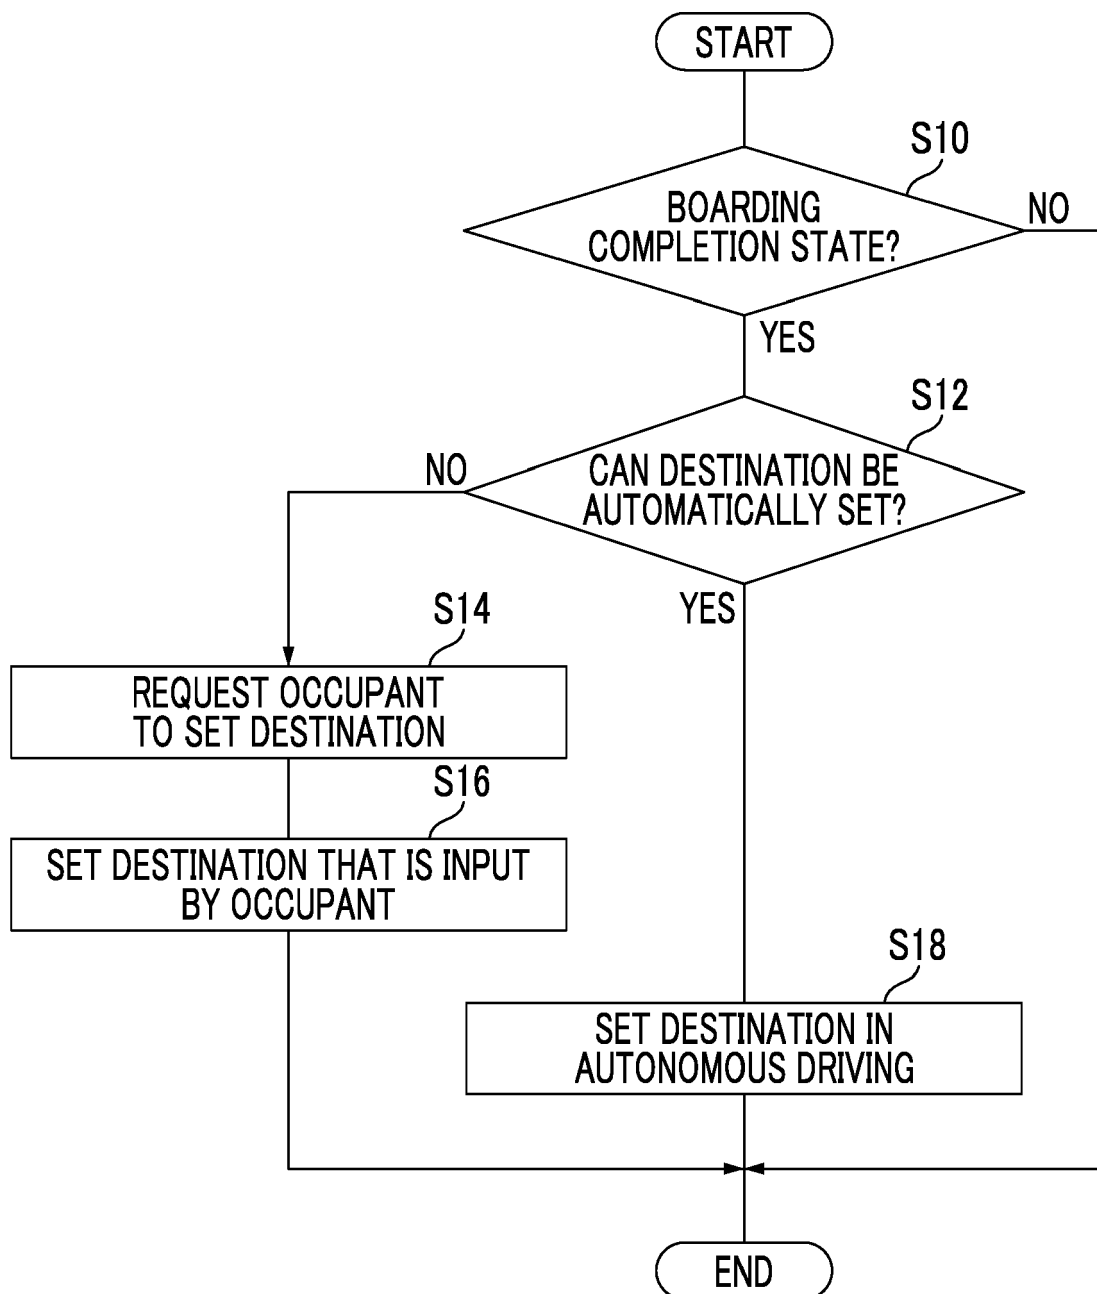 START
S10
BOARDING
COMPLETION STATE?
NO
YES
S12
CAN DESTINATION BE
AUTOMATICALLY SET?
NO
YES
S14
REQUEST OCCUPANT
TO SET DESTINATION
S16
SET DESTINATION THAT IS INPUT
BY OCCUPANT
S18
SET DESTINATION IN
AUTONOMOUS DRIVING
END